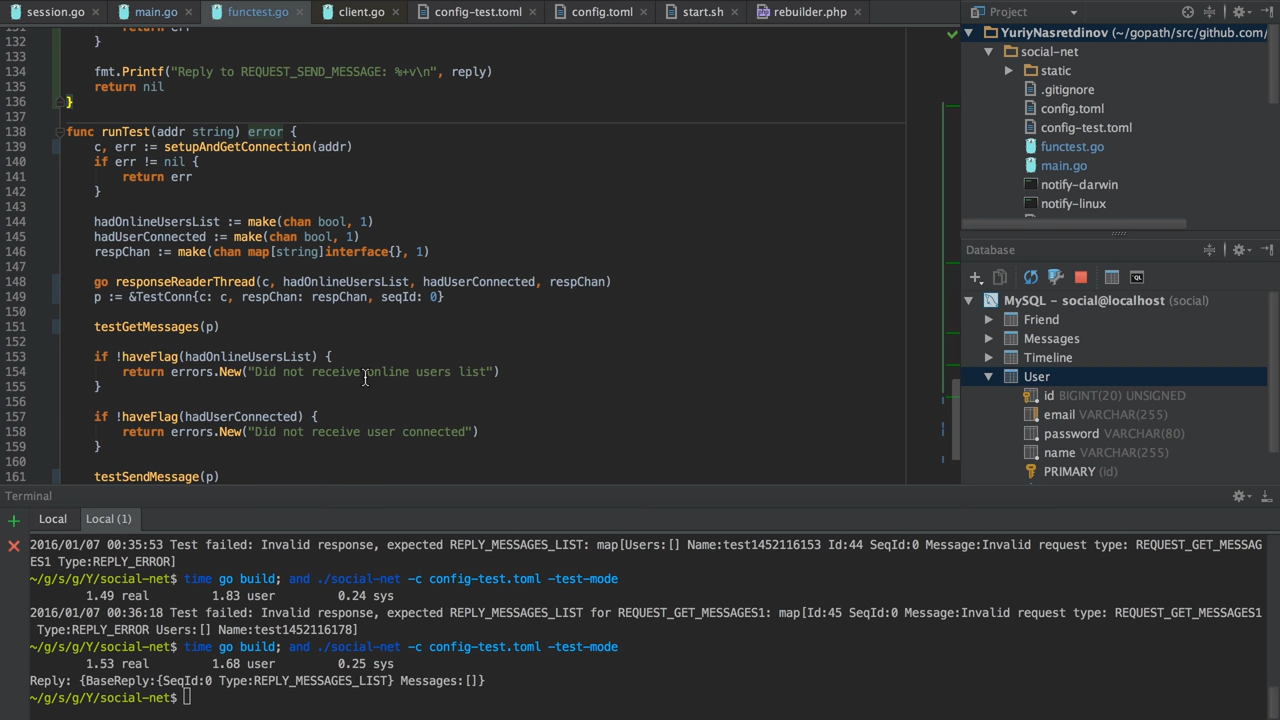 session.go main.go functest.go client.go config-test.toml config.toml start.sh rebuilder.php
132 }
133
134 fmt.Printf("Reply to REQUEST_SEND_MESSAGE: %+v\n", reply)
135 return nil
136 }
137
138 func runTest(addr string) error {
139 c, err := setupAndGetConnection(addr)
140 if err != nil {
141 return err
142 }
143
144 hadOnlineUsersList := make(chan bool, 1)
145 hadUserConnected := make(chan bool, 1)
146 respChan := make(chan map[string]interface{}, 1)
147
148 go responseReaderThread(c, hadOnlineUsersList, hadUserConnected, respChan)
149 p := &TestConn{c: c, respChan: respChan, seqId: 0}
150
151 testGetMessages(p)
152
153 if !haveFlag(hadOnlineUsersList) {
154 return errors.New("Did not receive online users list")
155 }
156
157 if !haveFlag(hadUserConnected) {
158 return errors.New("Did not receive user connected")
159 }
160
161 testSendMessage(p)
Project
YuriyNasretdinov (~/gopath/src/github.com/
social-net
static
.gitignore
config.toml
config-test.toml
functest.go
main.go
notify-darwin
notify-linux
Database
MySQL - social@localhost (social)
Friend
Messages
Timeline
User
id BIGINT(20) UNSIGNED
email VARCHAR(255)
password VARCHAR(80)
name VARCHAR(255)
PRIMARY (id)
Terminal
Local Local (1)
2016/01/07 00:35:53 Test failed: Invalid response, expected REPLY_MESSAGES_LIST: map[Users:[] Name:test1452116153 Id:44 SeqId:0 Message:Invalid request type: REQUEST_GET_MESSAG
ES1 Type:REPLY_ERROR]
~/g/s/g/Y/social-net$ time go build; and ./social-net -c config-test.toml -test-mode
1.49 real 1.83 user 0.24 sys
2016/01/07 00:36:18 Test failed: Invalid response, expected REPLY_MESSAGES_LIST for REQUEST_GET_MESSAGES1: map[Id:45 SeqId:0 Message:Invalid request type: REQUEST_GET_MESSAGES1
Type:REPLY_ERROR Users:[] Name:test1452116178]
~/g/s/g/Y/social-net$ time go build; and ./social-net -c config-test.toml -test-mode
1.53 real 1.68 user 0.25 sys
Reply: {BaseReply:{SeqId:0 Type:REPLY_MESSAGES_LIST} Messages:[]}
~/g/s/g/Y/social-net$